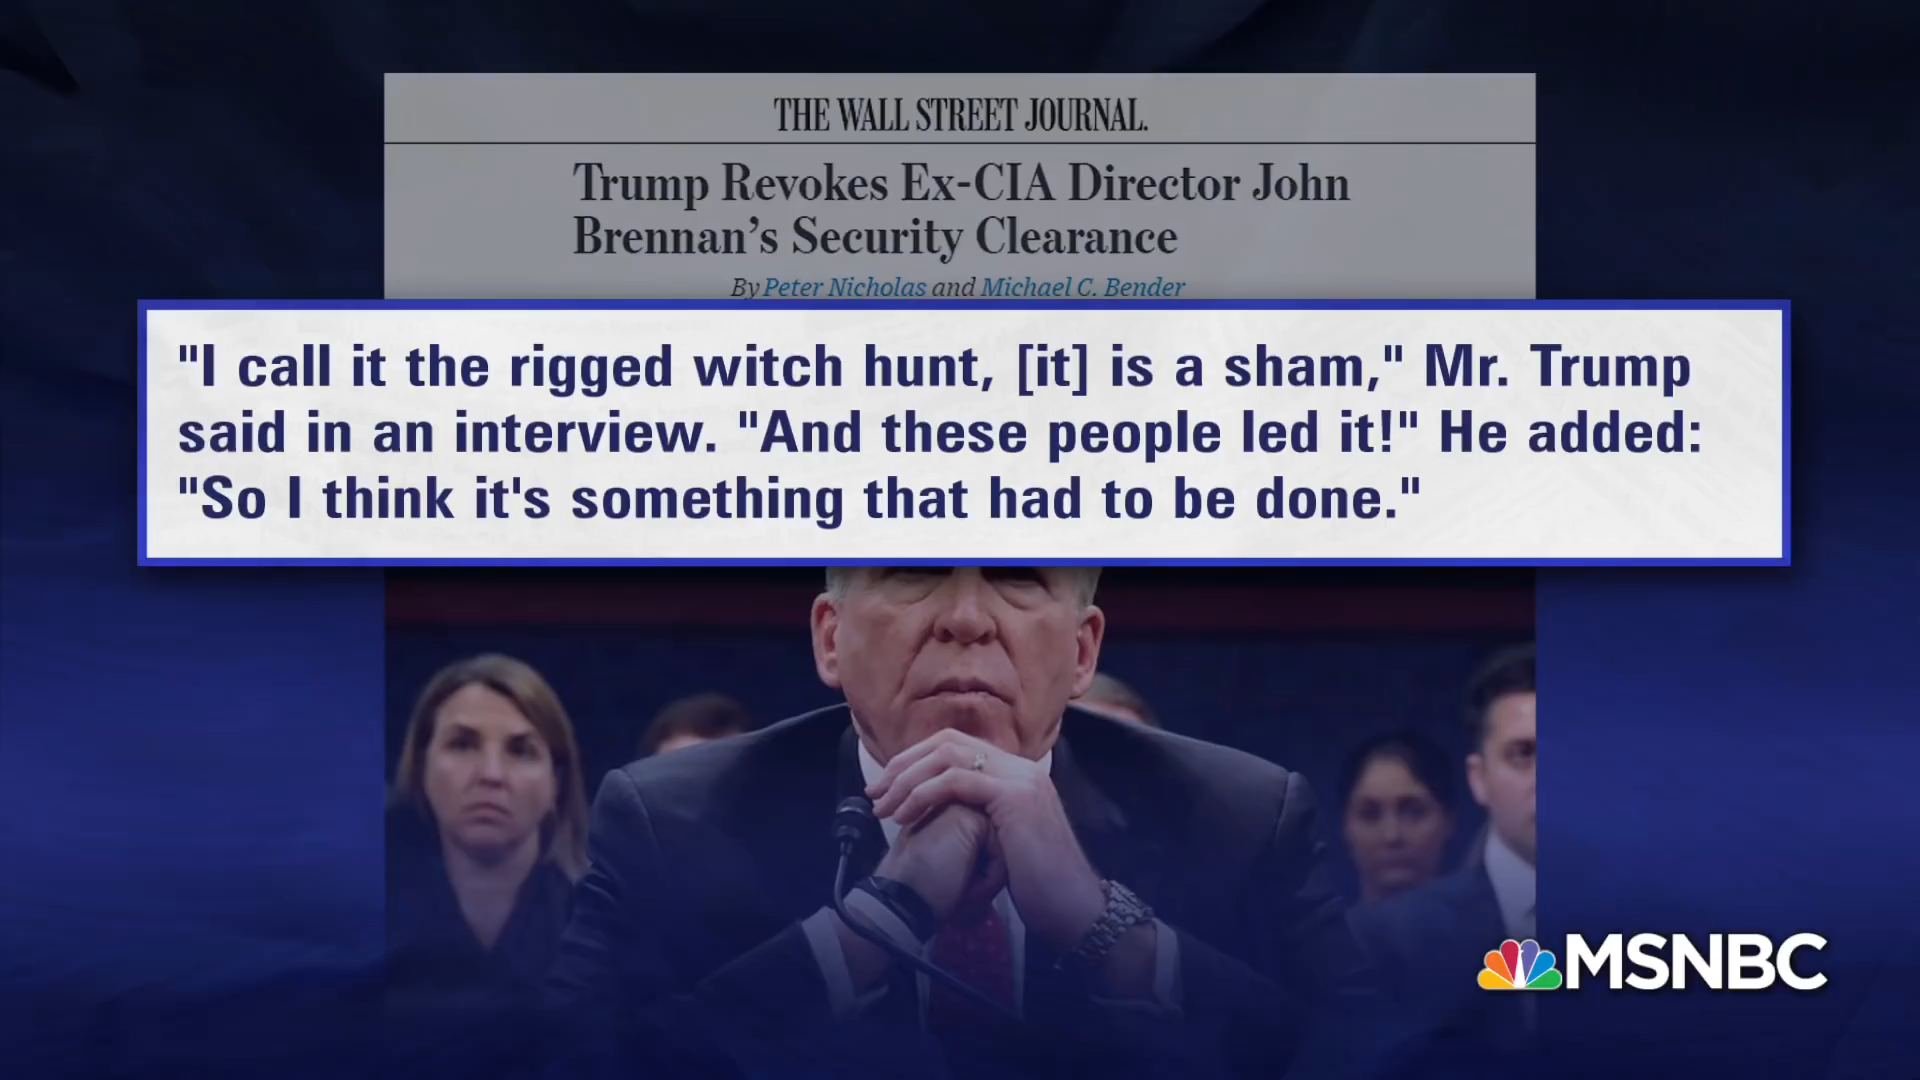 THE WALL STREET JOURNAL.
Trump Revokes Ex-CIA Director John
Brennan’s Security Clearance
By Peter Nicholas and Michael C. Bender
"I call it the rigged witch hunt, [it] is a sham," Mr. Trump
said in an interview. "And these people led it!" He added:
"So I think it's something that had to be done."
MSNBC